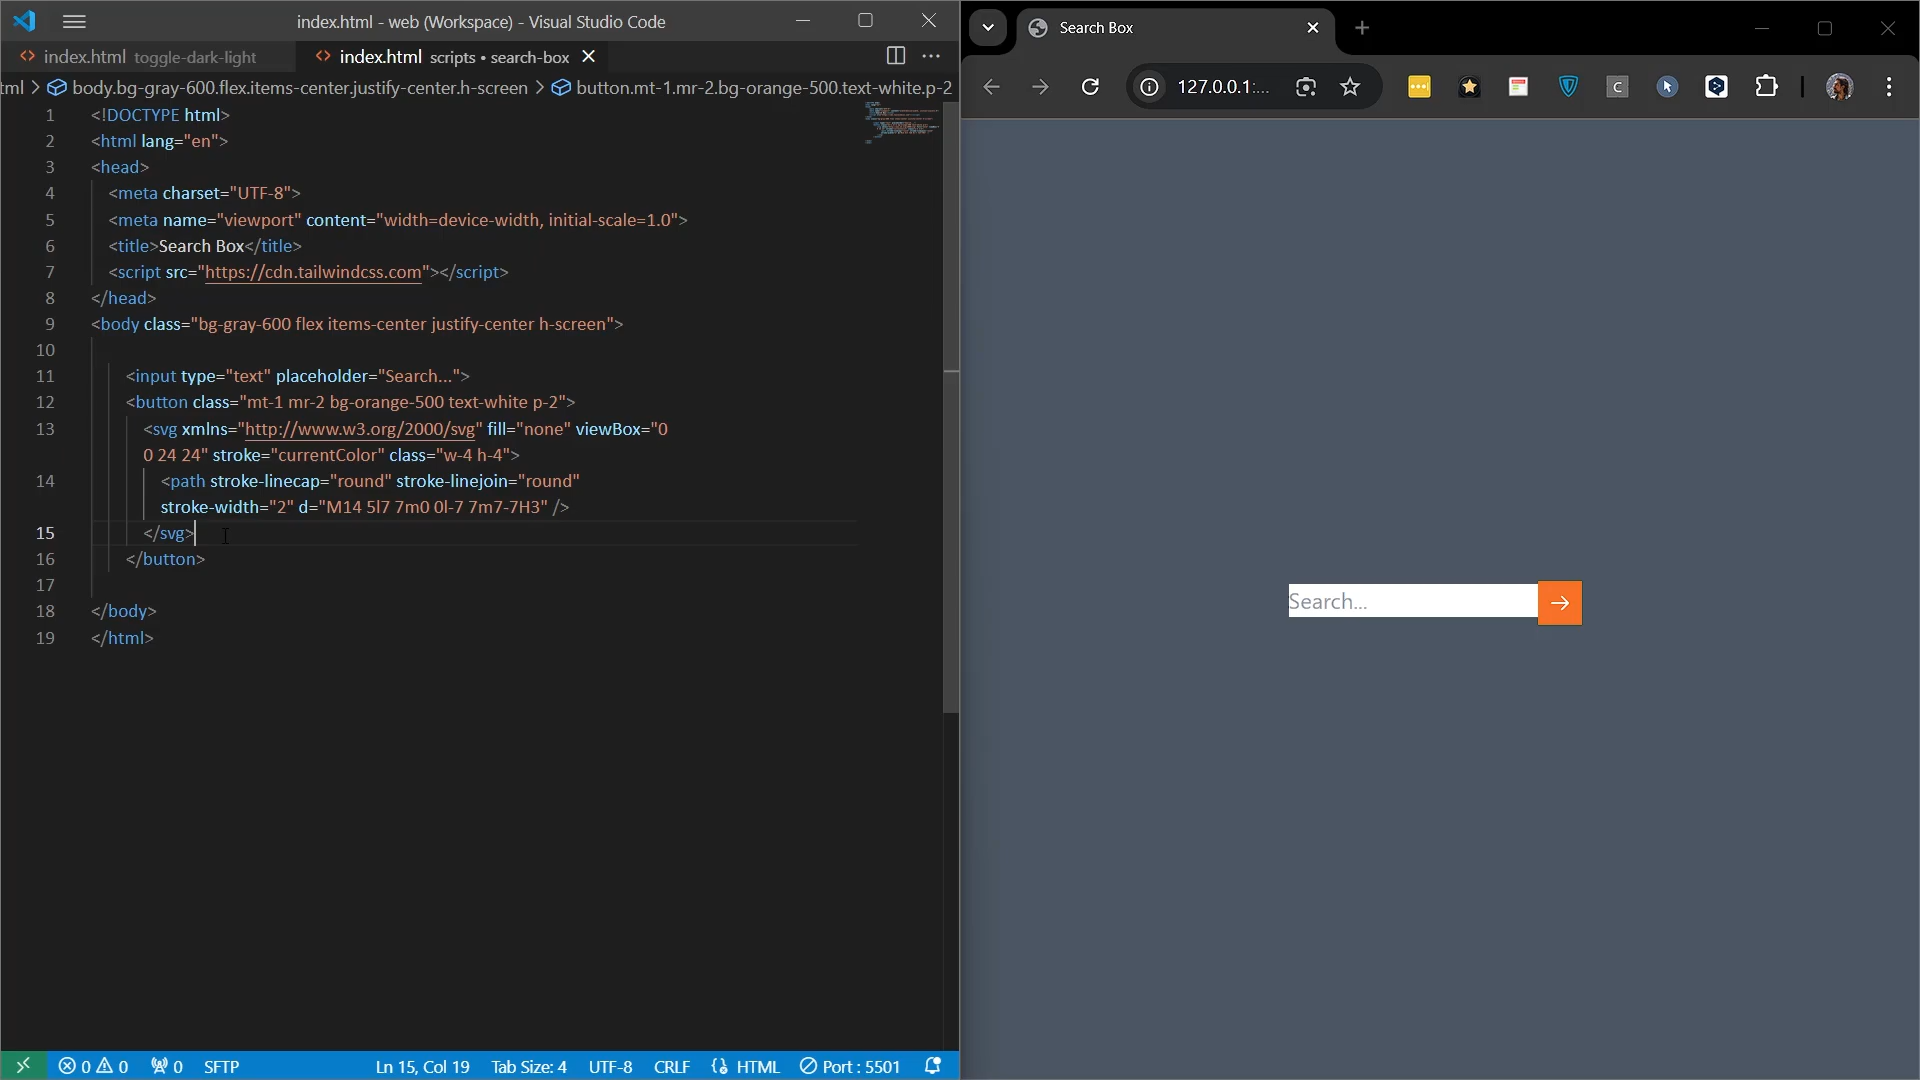 index.html - web (Workspace) - Visual Studio Code
index.html toggle-dark-light
index.html scripts • search-box
tml > body.bg-gray-600.flex.items-center.justify-center.h-screen > button.mt-1.mr-2.bg-orange-500.text-white.p-2
1 <!DOCTYPE html>
2 <html lang="en">
3 <head>
4 <meta charset="UTF-8">
5 <meta name="viewport" content="width=device-width, initial-scale=1.0">
6 <title>Search Box</title>
7 <script src="https://cdn.tailwindcss.com"></script>
8 </head>
9 <body class="bg-gray-600 flex items-center justify-center h-screen">
10
11 <input type="text" placeholder="Search...">
12 <button class="mt-1 mr-2 bg-orange-500 text-white p-2">
13 <svg xmlns="http://www.w3.org/2000/svg" fill="none" viewBox="0
0 24 24" stroke="currentColor" class="w-4 h-4">
14 <path stroke-linecap="round" stroke-linejoin="round"
stroke-width="2" d="M14 5l7 7m0 0l-7 7m7-7H3" />
15 </svg>
16 </button>
17
18 </body>
19 </html>
0 0 0 SFTP Ln 15, Col 19 Tab Size: 4 UTF-8 CRLF HTML Port : 5501
Search Box
127.0.0.1:...
C
Search...